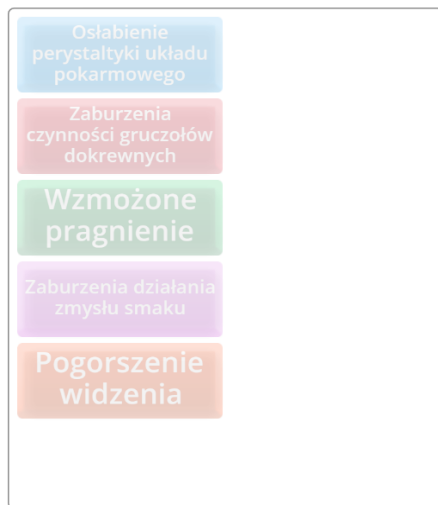 Osłabienie
perystaltyki układu
pokarmowego
Zaburzenia
czynności gruczołów
dokrewnych
Wzmożone
pragnienie
Zaburzenia działania
zmysłu smaku
Pogorszenie
widzenia